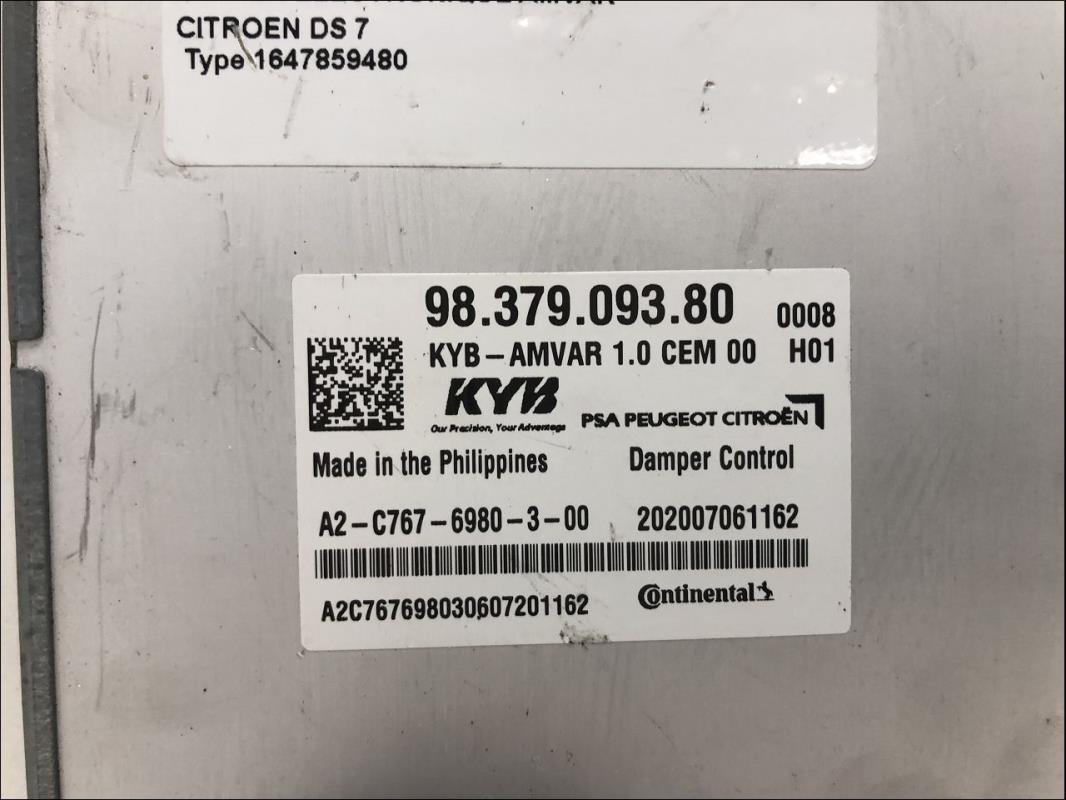 CITROEN DS 7
Type 1647859480
98.379.093.80 0008
KYB-AMVAR 1.0 CEM 00 H01
KYB
Our Precision, Your Advantage
PSA PEUGEOT CITROËN
Made in the Philippines Damper Control
A2-C767-6980-3-00 202007061162
A2C767698030607201162
Continental